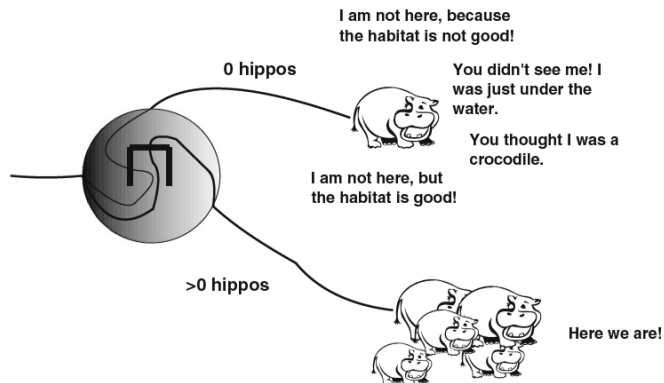 I am not here, because
the habitat is not good!
0 hippos
You didn't see me! I
was just under the
water.
You thought I was a
crocodile.
I am not here, but
the habitat is good!
>0 hippos
Here we are!